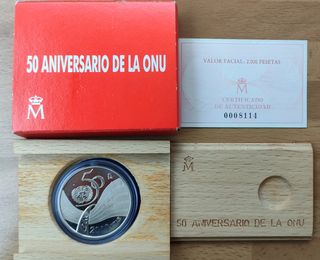 50 ANIVERSARIO DE LA ONU
M
VALOR FACIAL: 2.000 PESETAS
M
CERTIFICADO
DE AUTENTICIDAD
0008114
50
M
50 ANIVERSARIO DE LA ONU